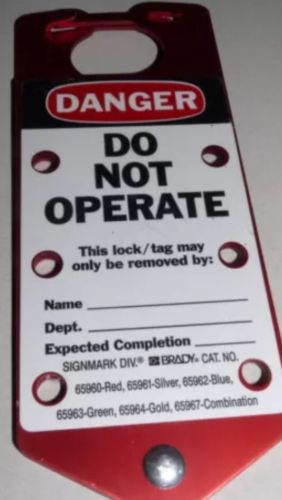 DANGER
DO
NOT
OPERATE
This lock/tag may
only be removed by:
Name
Dept.
Expected Completion
SIGNMARK DIV.® BRADY® CAT. NO.
65960-Red, 65961-Silver, 65962-Blue,
65963-Green, 65964-Gold, 65967-Combination